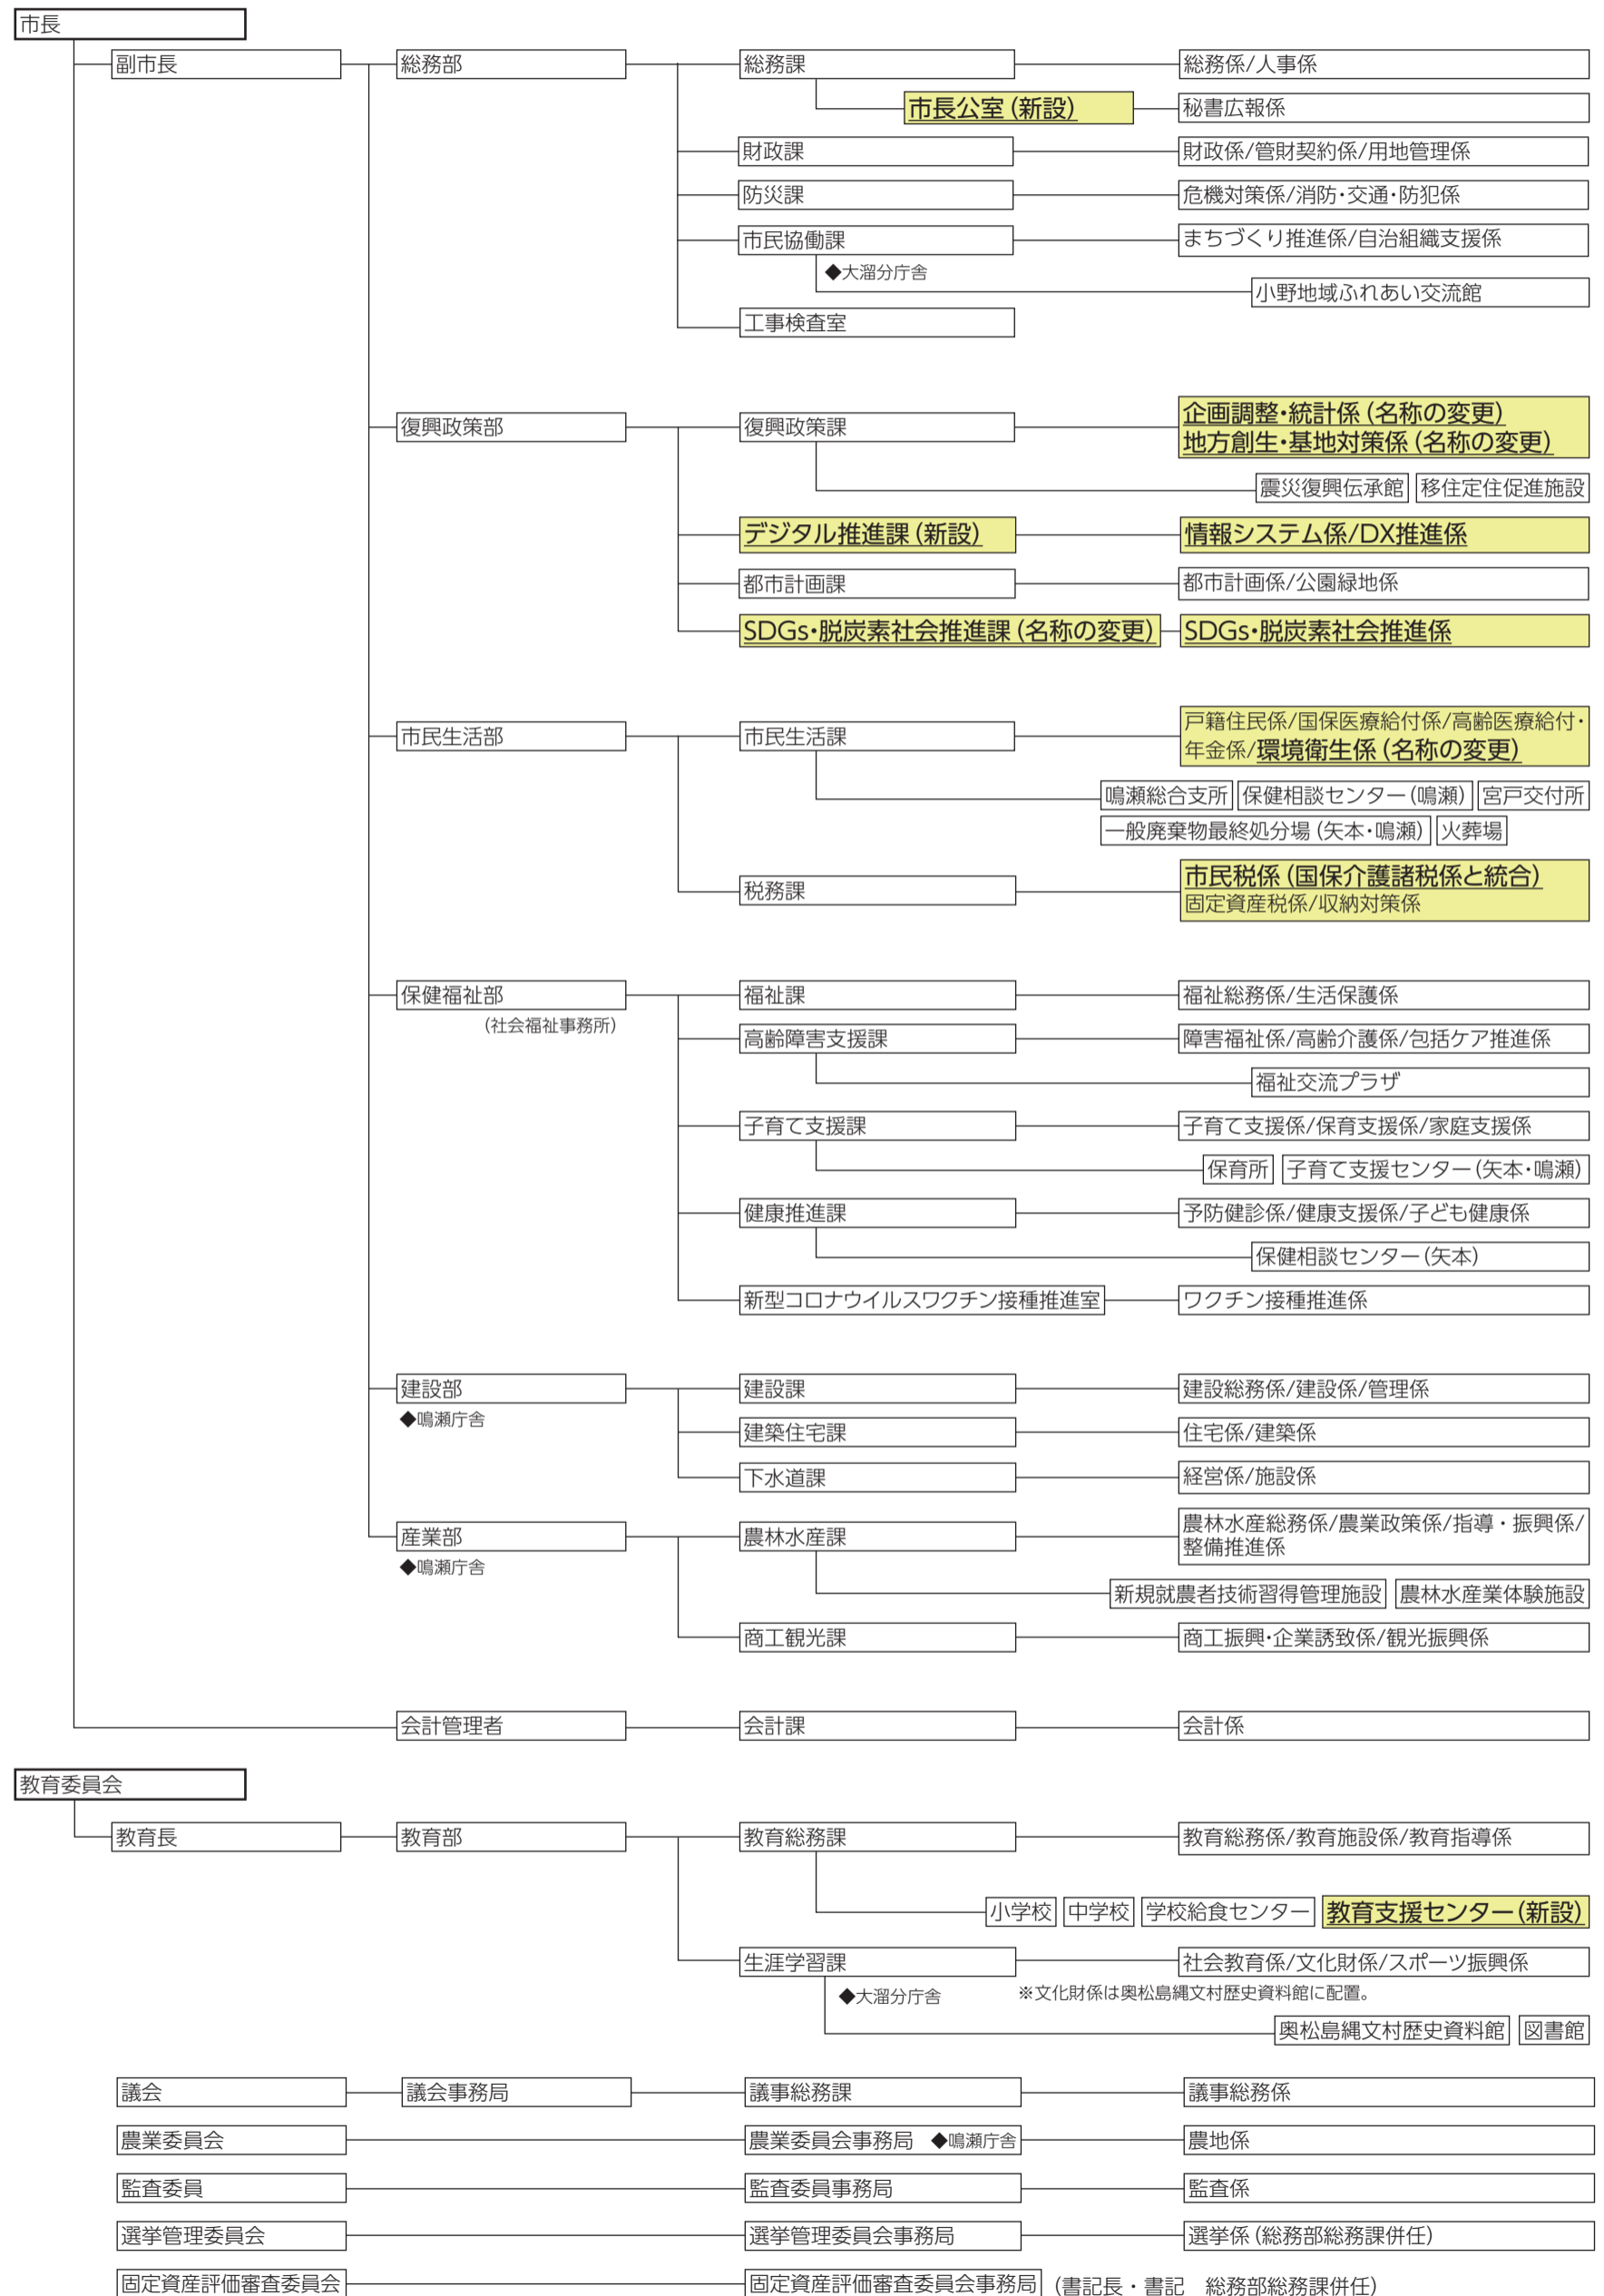 市長
副市長
総務部
総務課
総務係/人事係
市長公室（新設）
秘書広報係
財政課
財政係/管財契約係/用地管理係
防災課
危機対策係/消防・交通・防犯係
市民協働課
まちづくり推進係/自治組織支援係
◆大溜分庁舎
小野地域ふれあい交流館
工事検査室
復興政策部
復興政策課
企画調整・統計係（名称の変更）
地方創生・基地対策係（名称の変更）
震災復興伝承館
移住定住促進施設
デジタル推進課（新設）
情報システム係/DX推進係
都市計画課
都市計画係/公園緑地係
SDGs・脱炭素社会推進課（名称の変更）
SDGs・脱炭素社会推進係
市民生活部
市民生活課
戸籍住民係/国保医療給付係/高齢医療給付・
年金係/環境衛生係（名称の変更）
鳴瀬総合支所
保健相談センター（鳴瀬）
宮戸交付所
一般廃棄物最終処分場（矢本・鳴瀬）
火葬場
税務課
市民税係（国保介護諸税係と統合）
固定資産税係/収納対策係
保健福祉部
（社会福祉事務所）
福祉課
福祉総務係/生活保護係
高齢障害支援課
障害福祉係/高齢介護係/包括ケア推進係
福祉交流プラザ
子育て支援課
子育て支援係/保育支援係/家庭支援係
保育所
子育て支援センター（矢本・鳴瀬）
健康推進課
予防健診係/健康支援係/子ども健康係
保健相談センター（矢本）
新型コロナウイルスワクチン接種推進室
ワクチン接種推進係
建設部
◆鳴瀬庁舎
建設課
建設総務係/建設係/管理係
建築住宅課
住宅係/建築係
下水道課
経営係/施設係
産業部
◆鳴瀬庁舎
農林水産課
農林水産総務係/農業政策係/指導・振興係/
整備推進係
新規就農者技術習得管理施設
農林水産業体験施設
商工観光課
商工振興・企業誘致係/観光振興係
会計管理者
会計課
会計係
教育委員会
教育長
教育部
教育総務課
教育総務係/教育施設係/教育指導係
小学校
中学校
学校給食センター
教育支援センター（新設）
生涯学習課
社会教育係/文化財係/スポーツ振興係
◆大溜分庁舎
※文化財係は奥松島縄文村歴史資料館に配置。
奥松島縄文村歴史資料館
図書館
議会
議会事務局
議事総務課
議事総務係
農業委員会
農業委員会事務局　◆鳴瀬庁舎
農地係
監査委員
監査委員事務局
監査係
選挙管理委員会
選挙管理委員会事務局
選挙係（総務部総務課併任）
固定資産評価審査委員会
固定資産評価審査委員会事務局
（書記長・書記　総務部総務課併任）